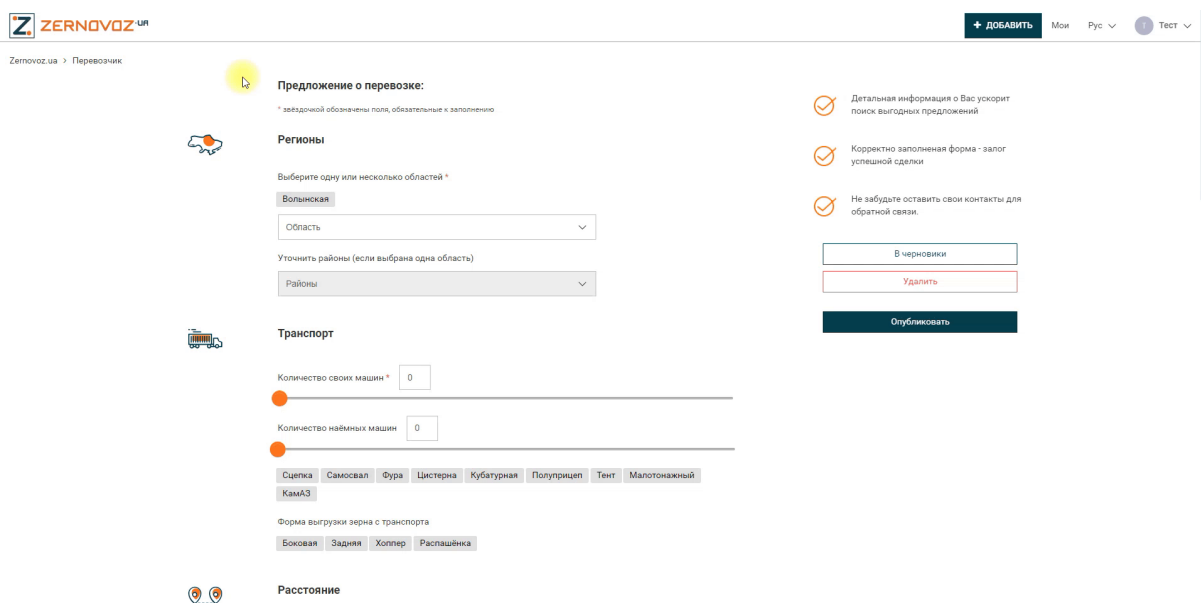 ZERNOVOZ.UA
+ ДОБАВИТЬ Мои Рус Т Тест
Zernovoz.ua > Перевозчик
Предложение о перевозке:
* звёздочкой обозначены поля, обязательные к заполнению
Регионы
Выберите одну или несколько областей *
Волынская
Область
Уточнить районы (если выбрана одна область)
Районы
Транспорт
Количество своих машин * 0
Количество наёмных машин 0
Сцепка Самосвал Фура Цистерна Кубатурная Полуприцеп Тент Малотонажный
КамАЗ
Форма выгрузки зерна с транспорта
Боковая Задняя Хоппер Распашёнка
Расстояние
Детальная информация о Вас ускорит
поиск выгодных предложений
Корректно заполненая форма - залог
успешной сделки
Не забудьте оставить свои контакты для
обратной связи.
В черновики
Удалить
Опубликовать